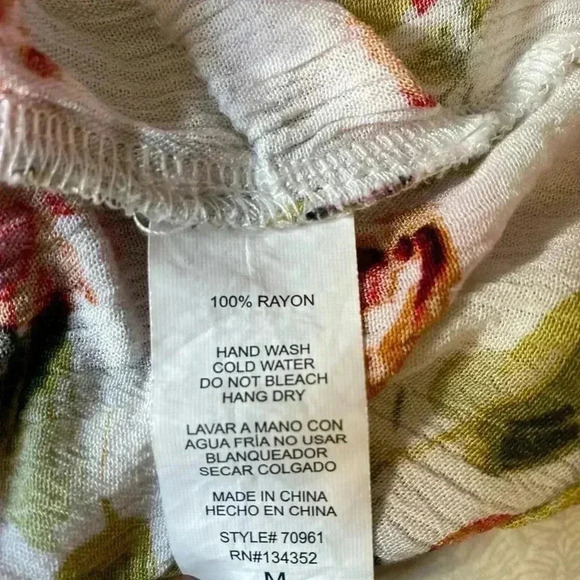 100% RAYON
HAND WASH
COLD WATER
DO NOT BLEACH
HANG DRY
LAVAR A MANO CON
AGUA FRÍA NO USAR
BLANQUEADOR
SECAR COLGADO
MADE IN CHINA
HECHO EN CHINA
STYLE# 70961
RN#134352
M